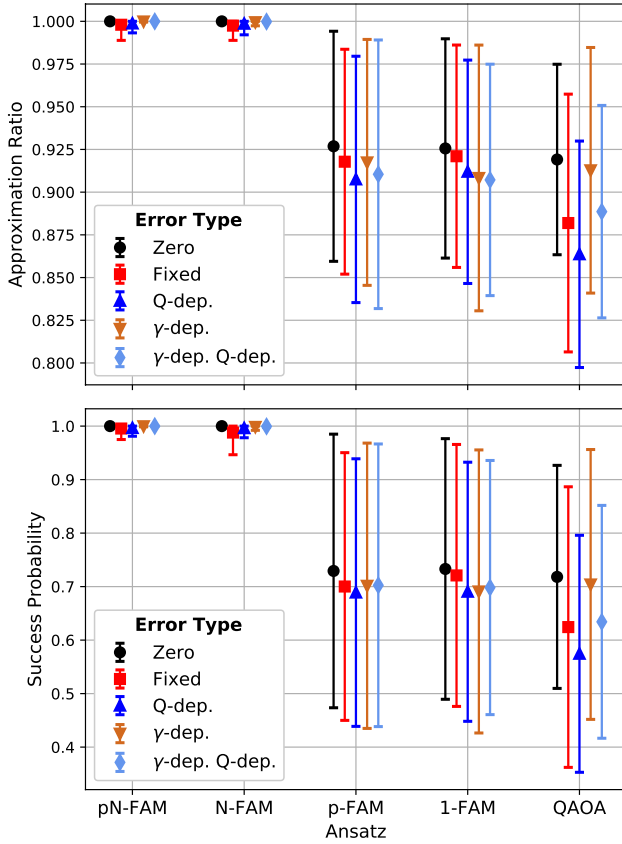 Approximation Ratio
1.000
0.975
0.950
0.925
0.900
0.875
0.850
0.825
0.800
Error Type
Zero
Fixed
Q-dep.
γ-dep.
γ-dep. Q-dep.
Success Probability
1.0
0.9
0.8
0.7
0.6
0.5
0.4
Error Type
Zero
Fixed
Q-dep.
γ-dep.
γ-dep. Q-dep.
pN-FAM N-FAM p-FAM 1-FAM QAOA
Ansatz